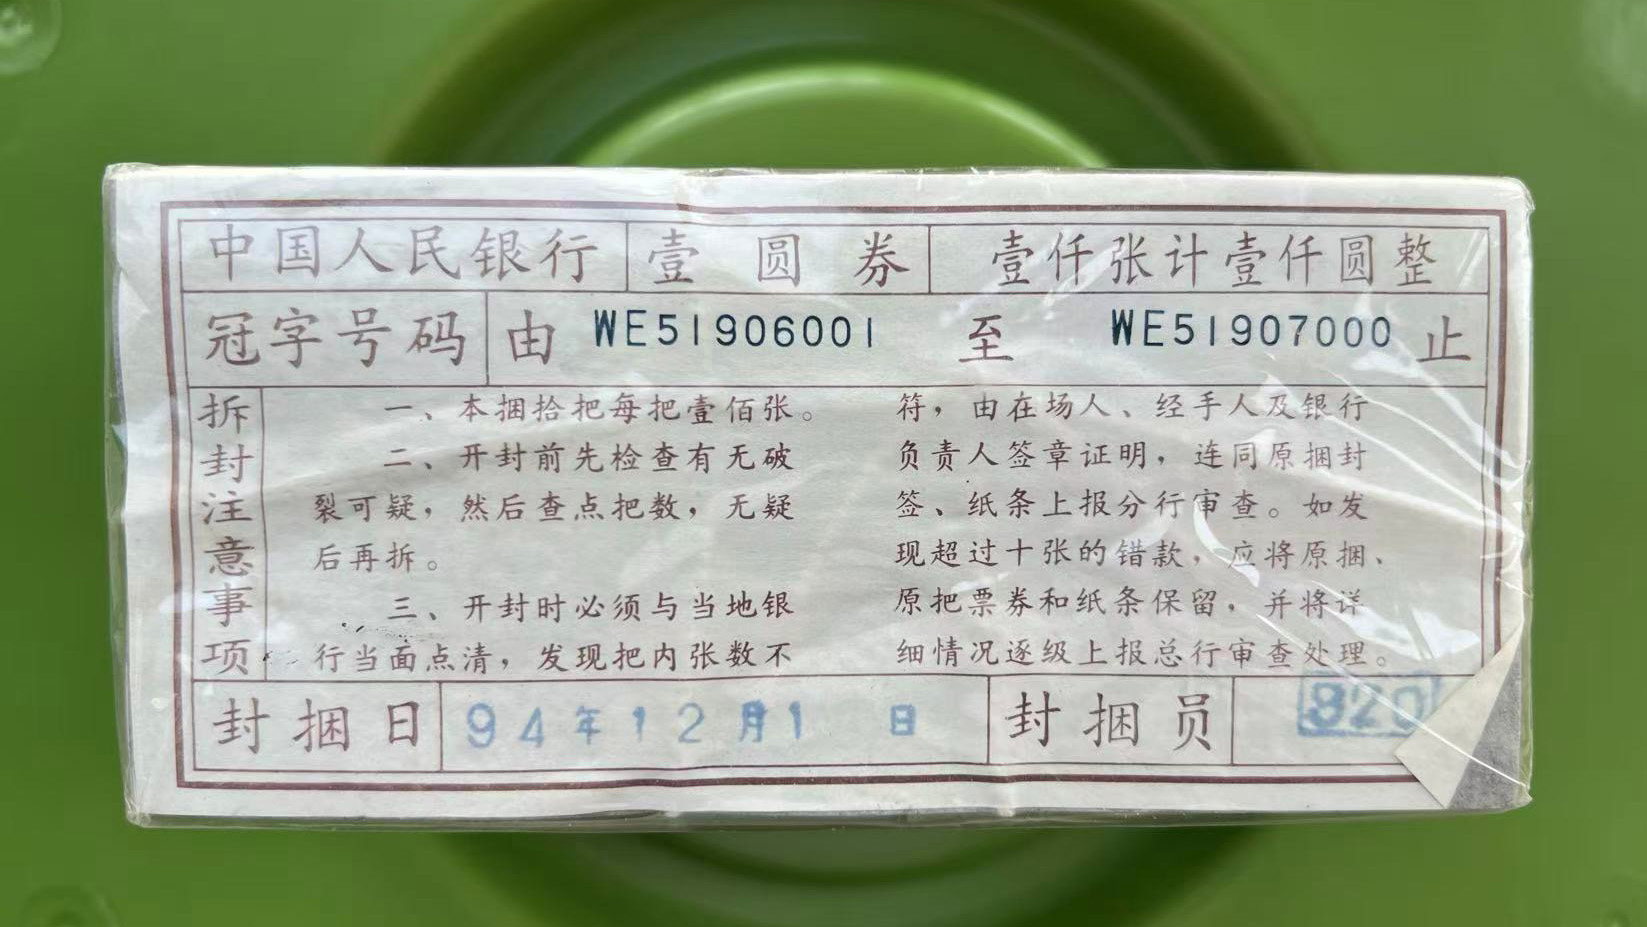 中国人民银行 壹圆券 壹仟张计壹仟圆整
冠字号码 由 WE51906001 至 WE51907000 止
拆封注意事项
一、本捆拾把每把壹佰张。
二、开封前先检查有无破
裂可疑，然后查点把数，无疑
后再拆。
三、开封时必须与当地银
行当面点清，发现把内张数不
符，由在场人、经手人及银行
负责人签章证明，连同原捆封
签、纸条上报分行审查。如发
现超过十张的错款，应将原捆、
原把票券和纸条保留，并将详
细情况逐级上报总行审查处理。
封捆日 94年12月1日 封捆员 820